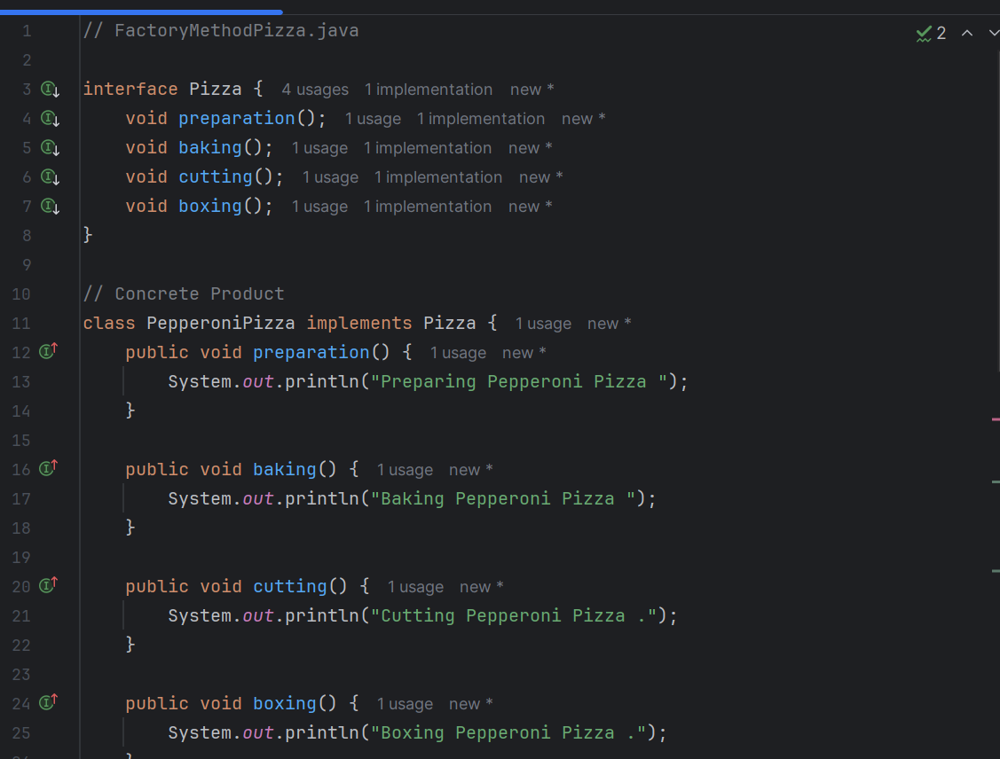 1 // FactoryMethodPizza.java
2 2
3 interface Pizza { 4 usages 1 implementation new *
4 void preparation(); 1 usage 1 implementation new *
5 void baking(); 1 usage 1 implementation new *
6 void cutting(); 1 usage 1 implementation new *
7 void boxing(); 1 usage 1 implementation new *
8 }
9
10 // Concrete Product
11 class PepperoniPizza implements Pizza { 1 usage new *
12 public void preparation() { 1 usage new *
13 System.out.println("Preparing Pepperoni Pizza ");
14 }
15
16 public void baking() { 1 usage new *
17 System.out.println("Baking Pepperoni Pizza ");
18 }
19
20 public void cutting() { 1 usage new *
21 System.out.println("Cutting Pepperoni Pizza .");
22 }
23
24 public void boxing() { 1 usage new *
25 System.out.println("Boxing Pepperoni Pizza .");